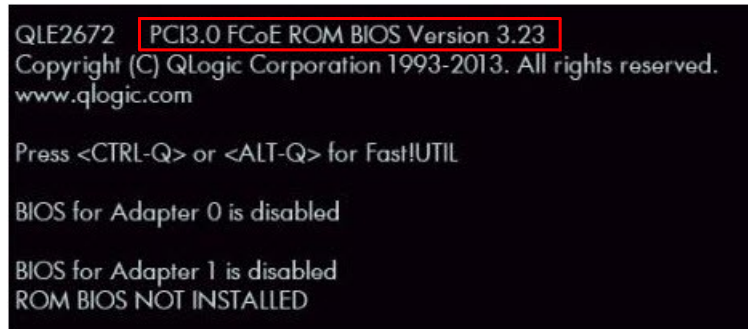 QLE2672 PCI3.0 FCoE ROM BIOS Version 3.23
Copyright (C) QLogic Corporation 1993-2013. All rights reserved.
www.qlogic.com
Press <CTRL-Q> or <ALT-Q> for Fast!UTIL
BIOS for Adapter 0 is disabled
BIOS for Adapter 1 is disabled
ROM BIOS NOT INSTALLED